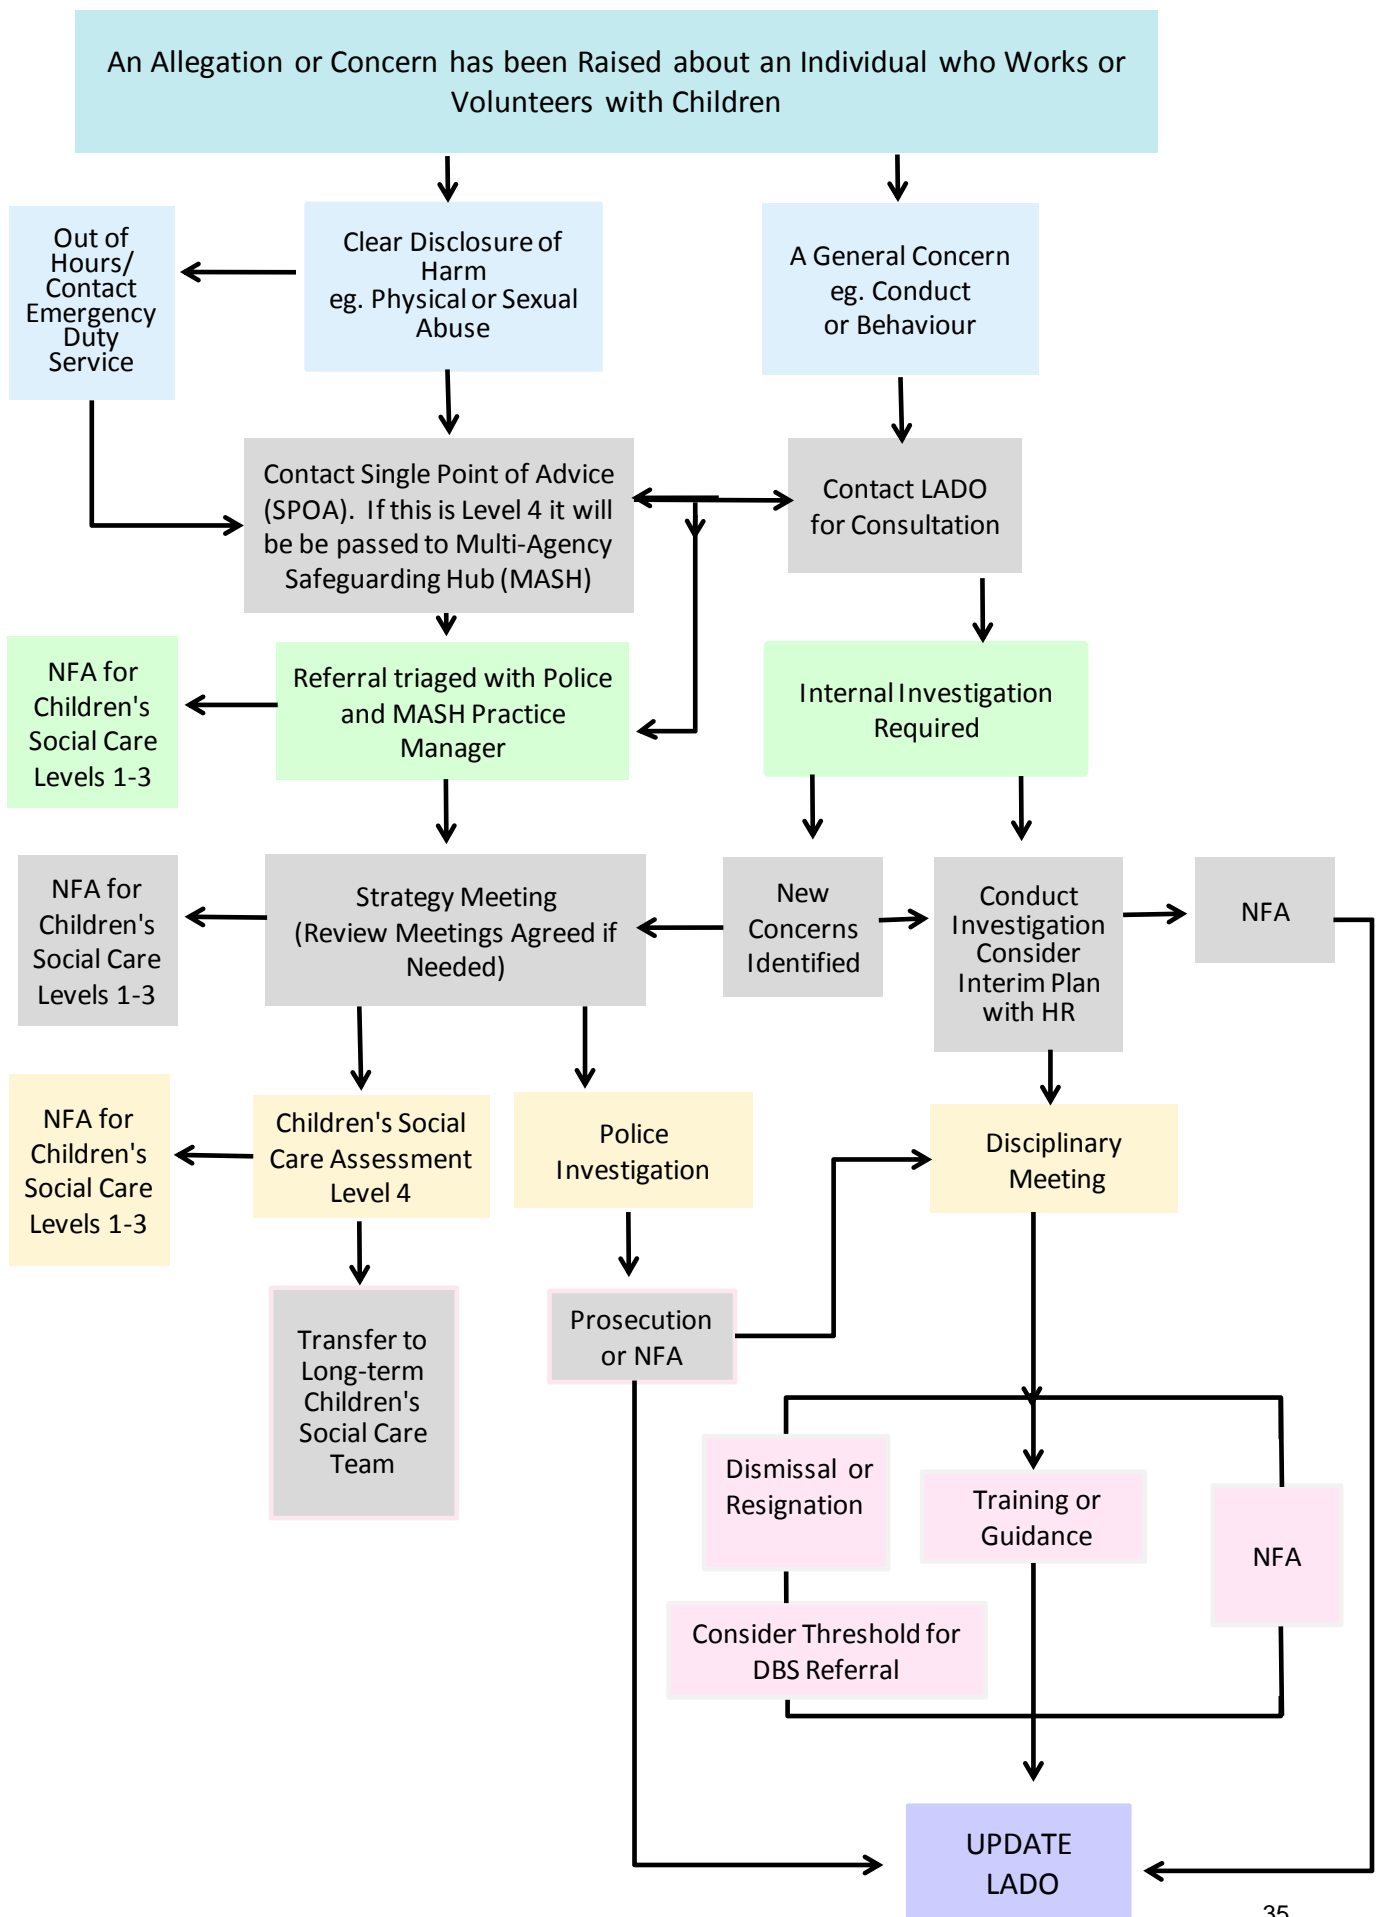 An Allegation or Concern has been Raised about an Individual who Works or
Volunteers with Children
Out of
Hours/
Contact
Emergency
Duty
Service
Clear Disclosure of
Harm
eg. Physical or Sexual
Abuse
A General Concern
eg. Conduct
or Behaviour
Contact Single Point of Advice
(SPOA). If this is Level 4 it will
be be passed to Multi-Agency
Safeguarding Hub (MASH)
Contact LADO
for Consultation
NFA for
Children's
Social Care
Levels 1-3
Referral triaged with Police
and MASH Practice
Manager
Internal Investigation
Required
NFA for
Children's
Social Care
Levels 1-3
Strategy Meeting
(Review Meetings Agreed if
Needed)
New
Concerns
Identified
Conduct
Investigation
Consider
Interim Plan
with HR
NFA
NFA for
Children's
Social Care
Levels 1-3
Children's Social
Care Assessment
Level 4
Police
Investigation
Disciplinary
Meeting
Transfer to
Long-term
Children's
Social Care
Team
Prosecution
or NFA
Dismissal or
Resignation
Training or
Guidance
NFA
Consider Threshold for
DBS Referral
UPDATE
LADO
35